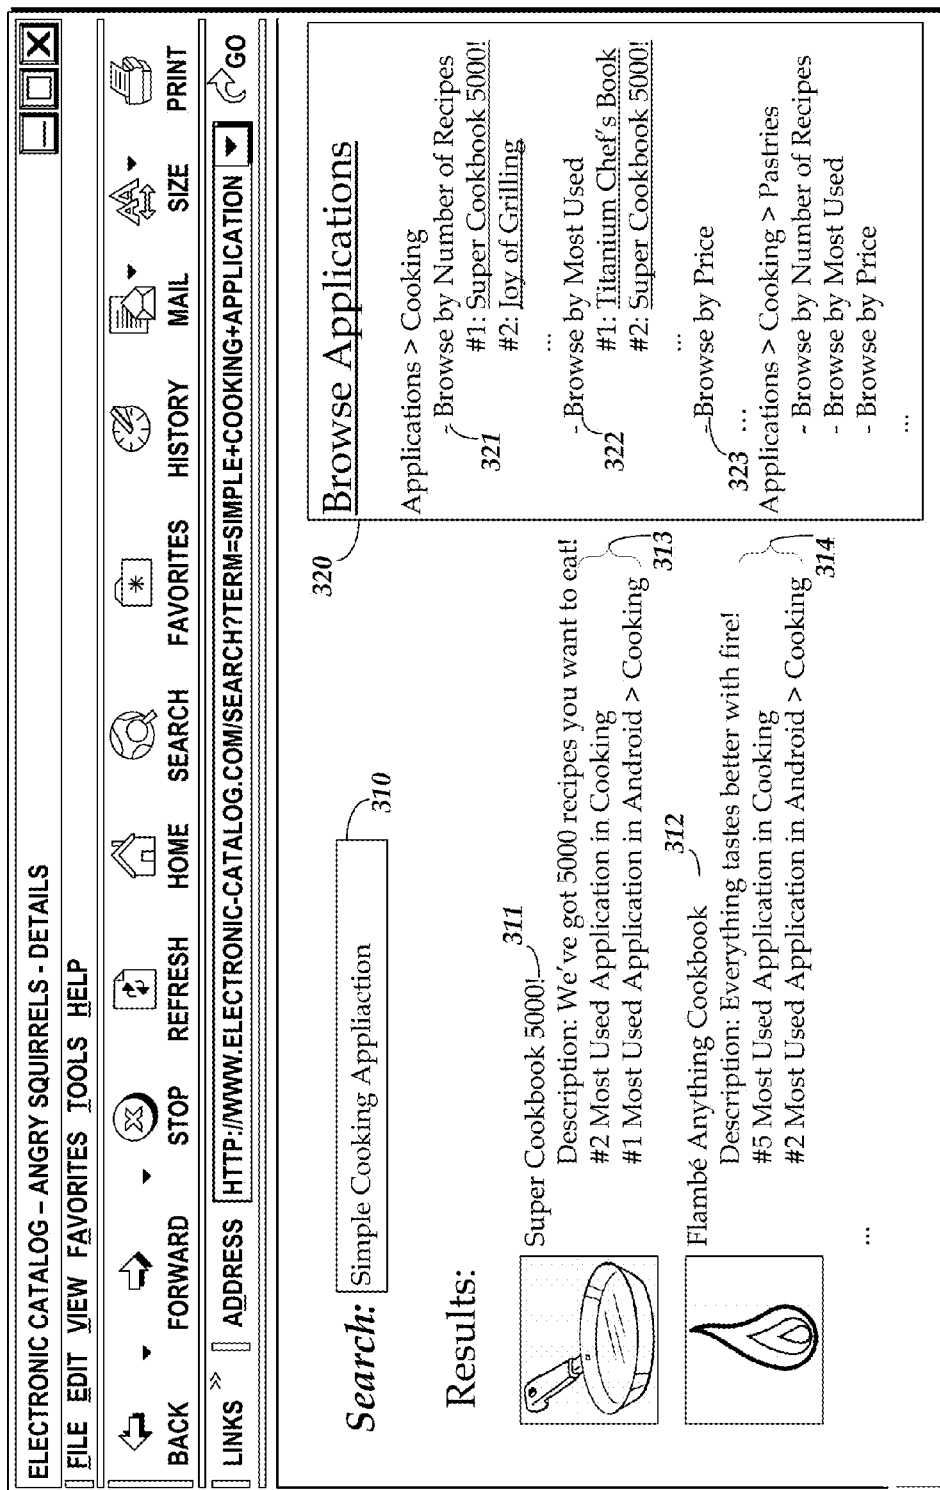 ELECTRONIC CATALOG – ANGRY SQUIRRELS - DETAILS
FILE EDIT VIEW FAVORITES TOOLS HELP
BACK FORWARD STOP REFRESH HOME SEARCH FAVORITES HISTORY MAIL SIZE PRINT
LINKS » ADDRESS HTTP://WWW.ELECTRONIC-CATALOG.COM/SEARCH?TERM=SIMPLE+COOKING+APPLICATION GO
Search: Simple Cooking Appliaction
310
Results:
Super Cookbook 5000!
311
Description: We've got 5000 recipes you want to eat!
#2 Most Used Application in Cooking
#1 Most Used Application in Android > Cooking
313
Flambé Anything Cookbook
312
Description: Everything tastes better with fire!
#5 Most Used Application in Cooking
#2 Most Used Application in Android > Cooking
314
...
320
Browse Applications
Applications > Cooking
- Browse by Number of Recipes
321
#1: Super Cookbook 5000!
#2: Joy of Grilling
...
- Browse by Most Used
322
#1: Titanium Chef's Book
#2: Super Cookbook 5000!
...
- Browse by Price
323
...
Applications > Cooking > Pastries
- Browse by Number of Recipes
- Browse by Most Used
- Browse by Price
...